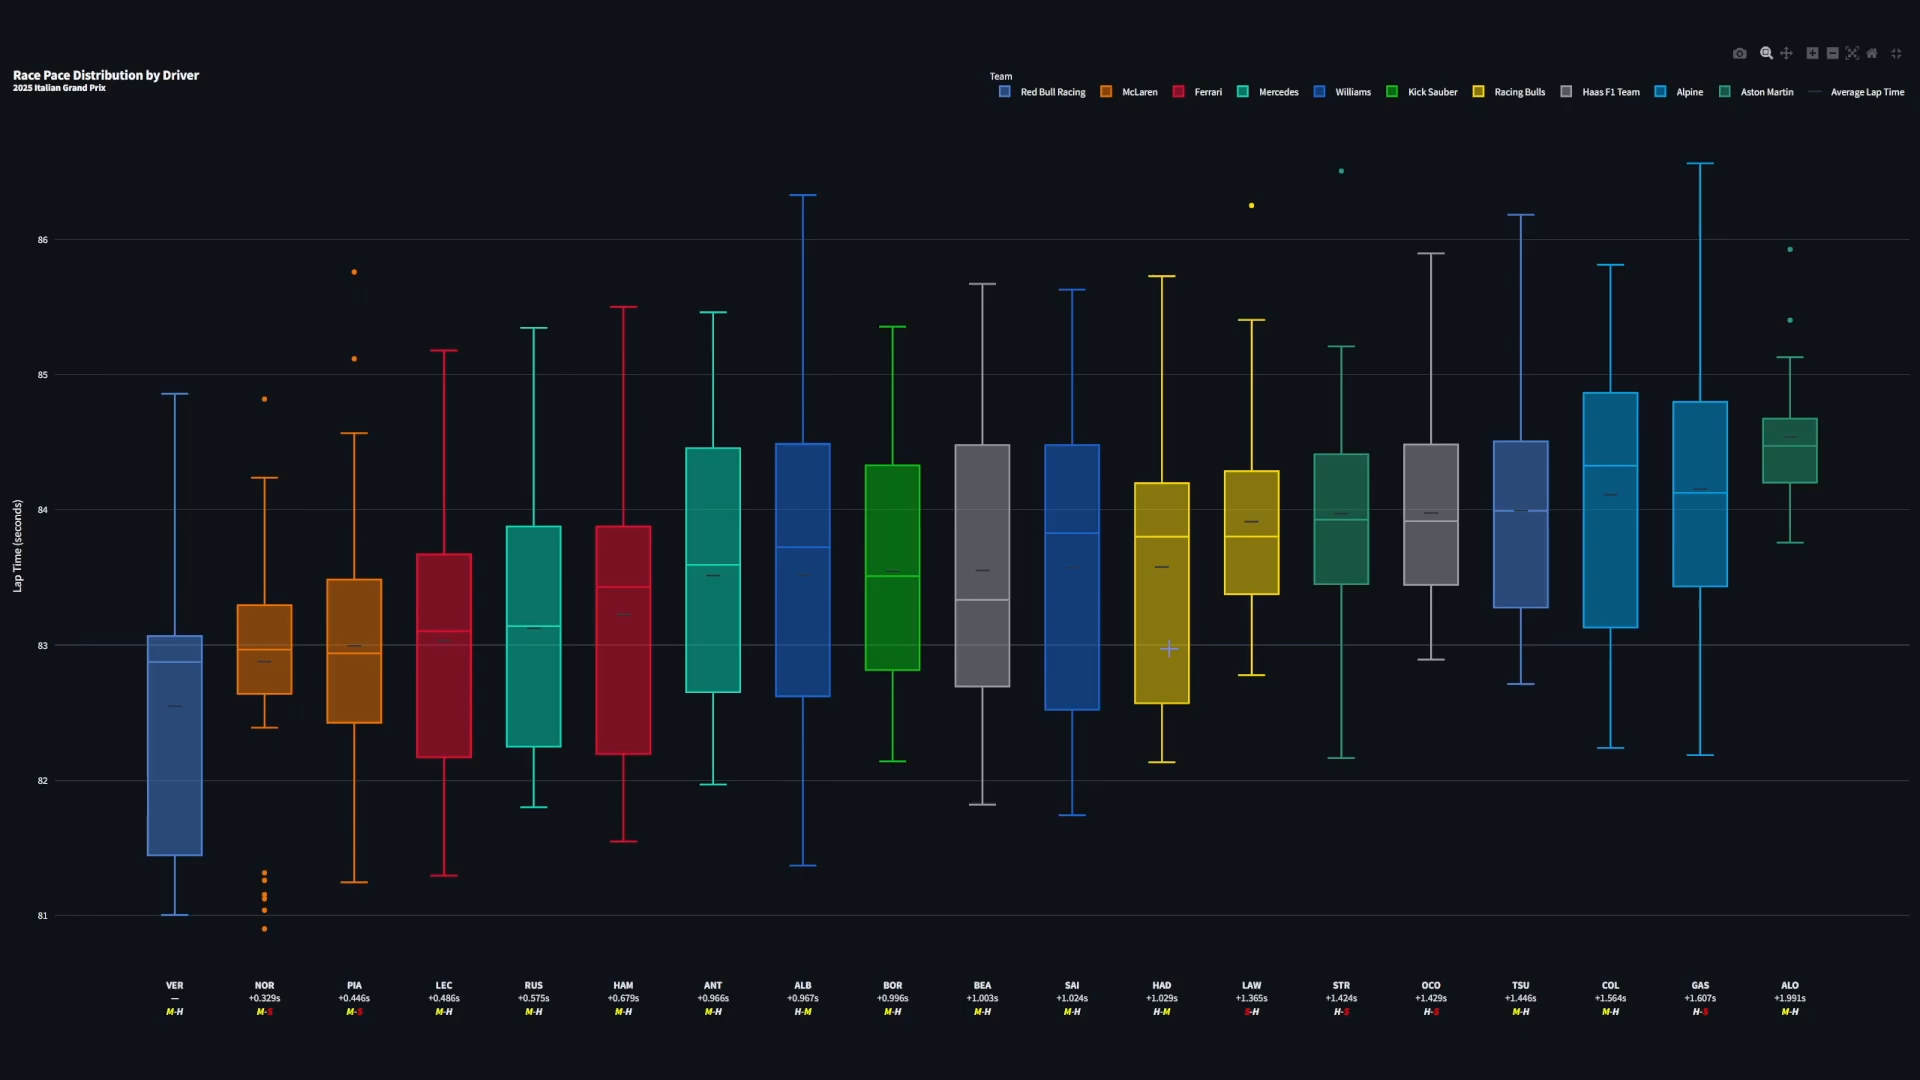 Race Pace Distribution by Driver
2025 Italian Grand Prix
Team
Red Bull Racing McLaren Ferrari Mercedes Williams Kick Sauber Racing Bulls Haas F1 Team Alpine Aston Martin Average Lap Time
Lap Time (seconds)
86
85
84
83
82
81
VER NOR PIA LEC RUS HAM ANT ALB BOR BEA SAI HAD LAW STR OCO TSU COL GAS ALO
— +0.329s +0.446s +0.486s +0.575s +0.679s +0.966s +0.967s +0.996s +1.003s +1.024s +1.029s +1.365s +1.424s +1.429s +1.446s +1.564s +1.607s +1.991s
M-H M-S M-S M-H M-H M-H M-H H-M M-H M-H M-H H-M S-H H-S H-S M-H M-H H-S M-H